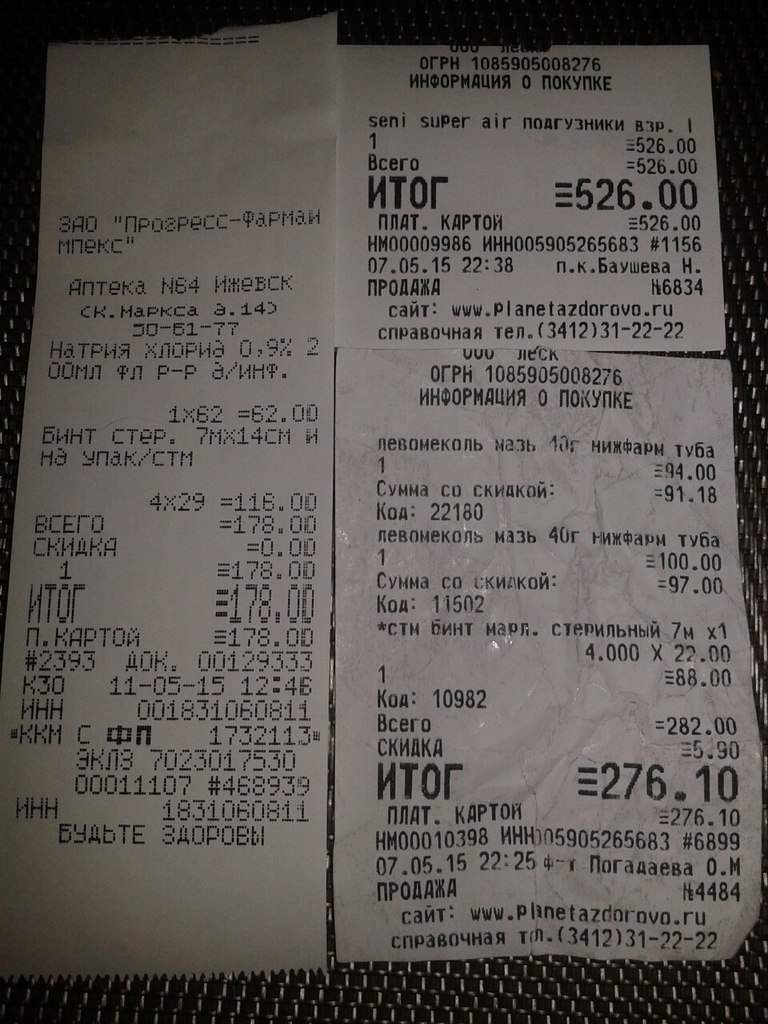 ЗАО "Прогресс-Фармаи
мпекс"
Аптека N64 Ижевск
(К.Маркса д.14)
50-61-77
Натрия хлорид 0,9% 2
00мл фл р-р д/инф.
1x62 =62.00
Бинт стер. 7мх14см и
нд упак/стм
4x29 =116.00
ВСЕГО =178.00
СКИДКА =0.00
1 ≡178.00
ИТОГ ≡178.00
П.КАРТОЙ ≡178.00
#2393 ДОК. 00129333
К30 11-05-15 12:46
ИНН 001831060811
*ККМ С ФП 1732113*
ЭКЛЗ 7023017530
00011107 #468939
ИНН 1831060811
БУДЬТЕ ЗДОРОВЫ
ООО Леск
ОГРН 1085905008276
ИНФОРМАЦИЯ О ПОКУПКЕ
seni super air подгузники взр. l
1 ≡526.00
Всего =526.00
ИТОГ ≡526.00
ПЛАТ. КАРТОЙ ≡526.00
НМ00009986 ИНН005905265683 #1156
07.05.15 22:38 п.к.Баушева Н.
ПРОДАЖА №6834
сайт: www.planetazdorovo.ru
справочная тел.(3412)31-22-22
ООО Леск
ОГРН 1085905008276
ИНФОРМАЦИЯ О ПОКУПКЕ
левомеколь мазь 40г нижфарм туба
1 ≡94.00
Сумма со скидкой: =91.18
Код: 22180
левомеколь мазь 40г нижфарм туба
1 ≡100.00
Сумма со скидкой: =97.00
Код: 11502
*стм бинт марл. стерильный 7м х1
4.000 X 22.00
1 ≡88.00
Код: 10982
Всего =282.00
СКИДКА ≡5.90
ИТОГ ≡276.10
ПЛАТ. КАРТОЙ ≡276.10
НМ00010398 ИНН005905265683 #6899
07.05.15 22:25 ф-т Погадаева О.М
ПРОДАЖА №4484
сайт: www.planetazdorovo.ru
справочная тел.(3412)31-22-22